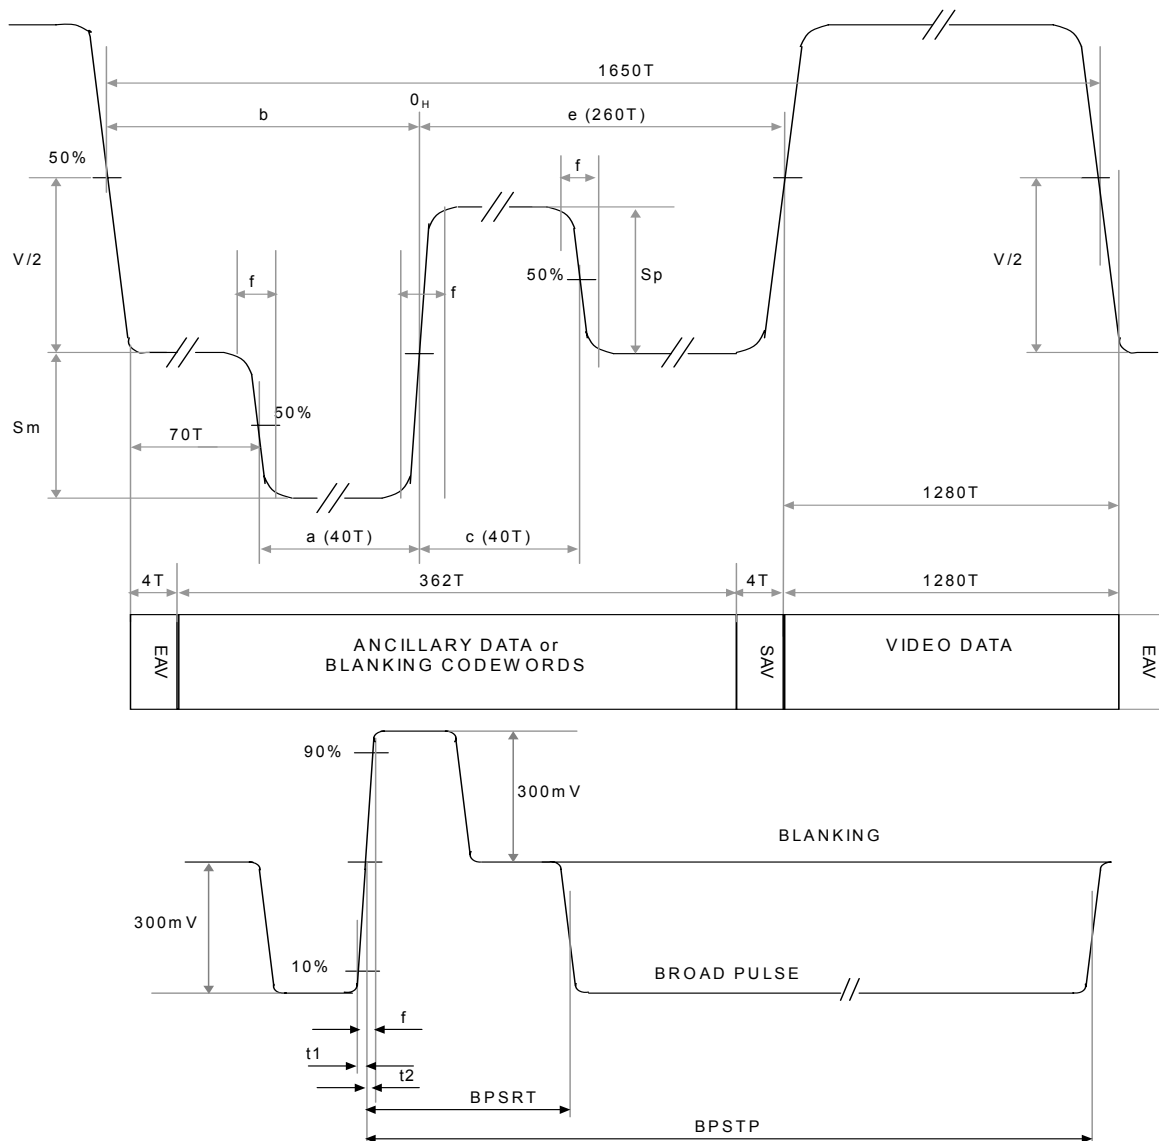 1650T
0H
b
e (260T)
50%
f
V/2
f
f
50%
Sp
V/2
Sm
50%
70T
1280T
a (40T)
c (40T)
4T
362T
4T
1280T
EAV
ANCILLARY DATA or
BLANKING CODEWORDS
SAV
VIDEO DATA
EAV
90%
300mV
BLANKING
300mV
10%
BROAD PULSE
f
t1
t2
BPSRT
BPSTP